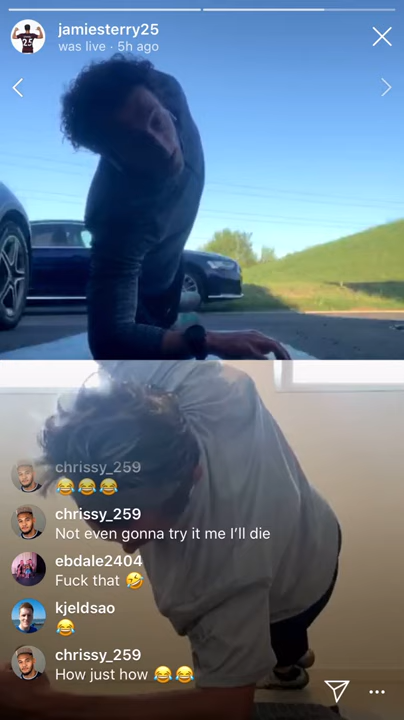 jamiesterry25
was live · 5h ago
chrissy_259
😂😂😂
chrissy_259
Not even gonna try it me I'll die
ebdale2404
Fuck that 🤣
kjeldsao
😂
chrissy_259
How just how 😂😂